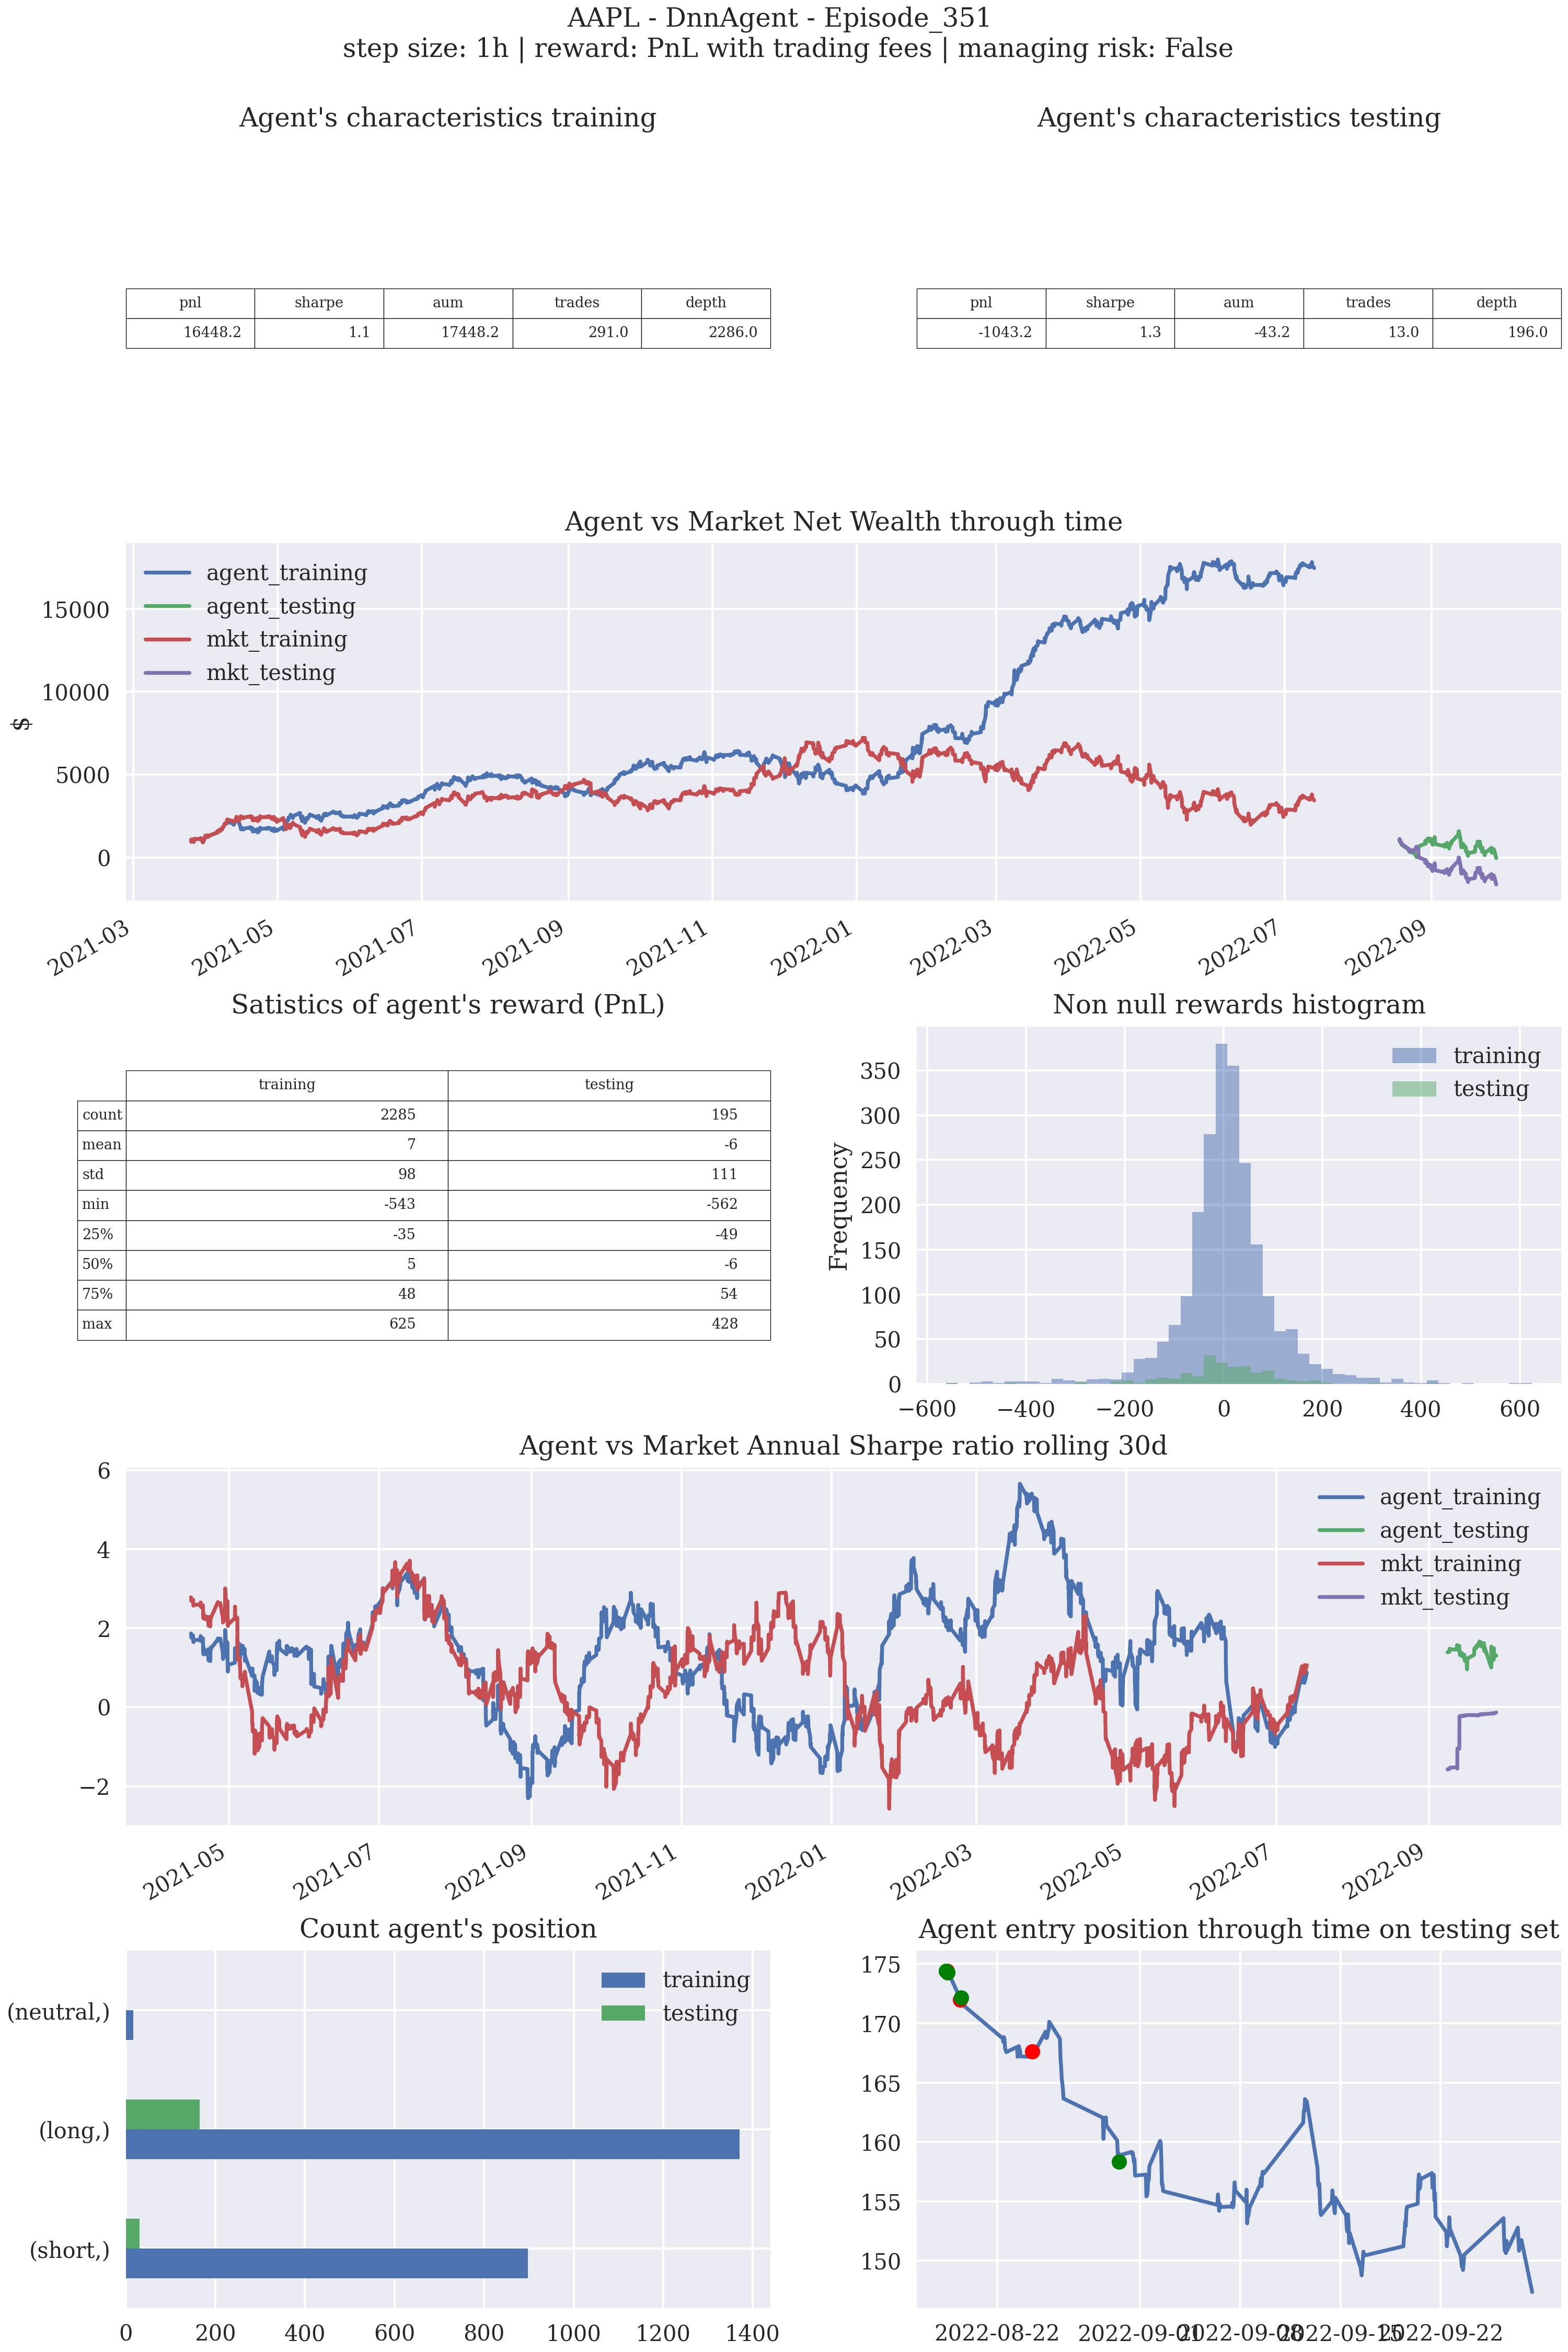 AAPL - DnnAgent - Episode_351
step size: 1h | reward: PnL with trading fees | managing risk: False
Agent's characteristics training
Agent's characteristics testing
pnl sharpe aum trades depth
16448.2 1.1 17448.2 291.0 2286.0
pnl sharpe aum trades depth
-1043.2 1.3 -43.2 13.0 196.0
Agent vs Market Net Wealth through time
agent_training
agent_testing
mkt_training
mkt_testing
$
15000
10000
5000
0
2021-03 2021-05 2021-07 2021-09 2021-11 2022-01 2022-03 2022-05 2022-07 2022-09
Satistics of agent's reward (PnL)
training testing
count 2285 195
mean 7 -6
std 98 111
min -543 -562
25% -35 -49
50% 5 -6
75% 48 54
max 625 428
Non null rewards histogram
training
testing
Frequency
350
300
250
200
150
100
50
0
−600 −400 −200 0 200 400 600
Agent vs Market Annual Sharpe ratio rolling 30d
agent_training
agent_testing
mkt_training
mkt_testing
6
4
2
0
−2
2021-05 2021-07 2021-09 2021-11 2022-01 2022-03 2022-05 2022-07 2022-09
Count agent's position
training
testing
(neutral,)
(long,)
(short,)
0 200 400 600 800 1000 1200 1400
Agent entry position through time on testing set
175
170
165
160
155
150
2022-08-22 2022-09-01 2022-09-08 2022-09-15 2022-09-22